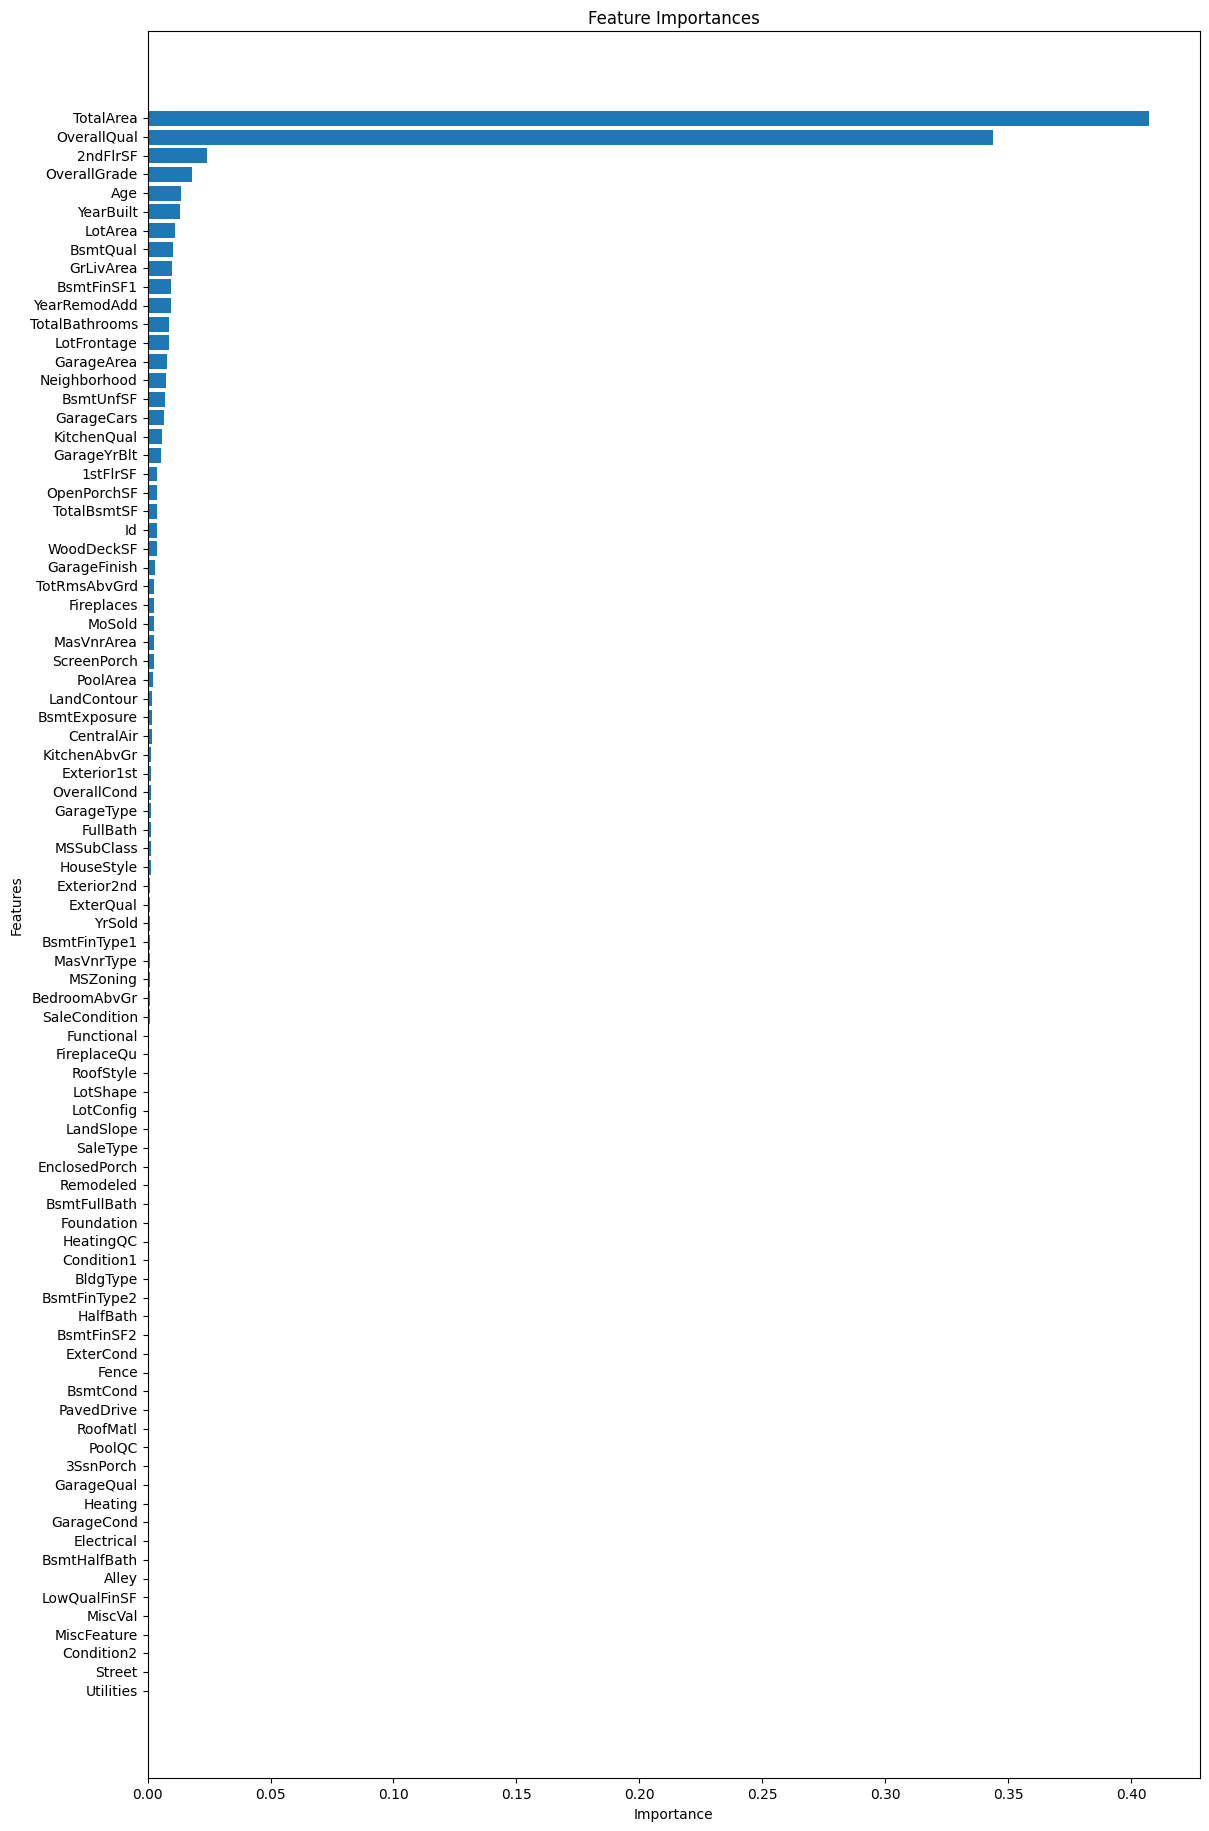 Feature Importances
TotalArea
OverallQual
2ndFlrSF
OverallGrade
Age
YearBuilt
LotArea
BsmtQual
GrLivArea
BsmtFinSF1
YearRemodAdd
TotalBathrooms
LotFrontage
GarageArea
Neighborhood
BsmtUnfSF
GarageCars
KitchenQual
GarageYrBlt
1stFlrSF
OpenPorchSF
TotalBsmtSF
Id
WoodDeckSF
GarageFinish
TotRmsAbvGrd
Fireplaces
MoSold
MasVnrArea
ScreenPorch
PoolArea
LandContour
BsmtExposure
CentralAir
KitchenAbvGr
Exterior1st
OverallCond
GarageType
FullBath
MSSubClass
HouseStyle
Exterior2nd
ExterQual
YrSold
BsmtFinType1
MasVnrType
MSZoning
BedroomAbvGr
SaleCondition
Functional
FireplaceQu
RoofStyle
LotShape
LotConfig
LandSlope
SaleType
EnclosedPorch
Remodeled
BsmtFullBath
Foundation
HeatingQC
Condition1
BldgType
BsmtFinType2
HalfBath
BsmtFinSF2
ExterCond
Fence
BsmtCond
PavedDrive
RoofMatl
PoolQC
3SsnPorch
GarageQual
Heating
GarageCond
Electrical
BsmtHalfBath
Alley
LowQualFinSF
MiscVal
MiscFeature
Condition2
Street
Utilities
Features
0.00 0.05 0.10 0.15 0.20 0.25 0.30 0.35 0.40
Importance